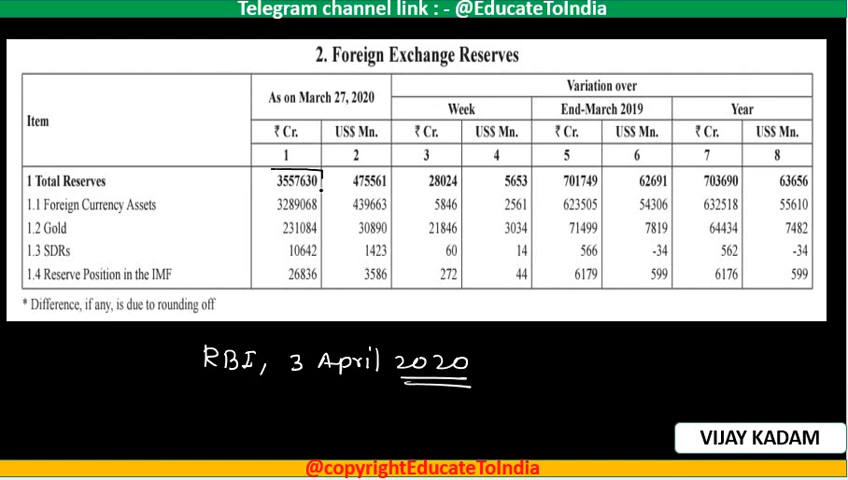 Telegram channel link : - @EducateToIndia
2. Foreign Exchange Reserves
Item As on March 27, 2020 Variation over
Week End-March 2019 Year
₹ Cr. US$ Mn. ₹ Cr. US$ Mn. ₹ Cr. US$ Mn. ₹ Cr. US$ Mn.
1 2 3 4 5 6 7 8
1 Total Reserves 3557630 475561 28024 5653 701749 62691 703690 63656
1.1 Foreign Currency Assets 3289068 439663 5846 2561 623505 54306 632518 55610
1.2 Gold 231084 30890 21846 3034 71499 7819 64434 7482
1.3 SDRs 10642 1423 60 14 566 -34 562 -34
1.4 Reserve Position in the IMF 26836 3586 272 44 6179 599 6176 599
* Difference, if any, is due to rounding off
RBI, 3 April 2020
VIJAY KADAM
@copyrightEducateToIndia